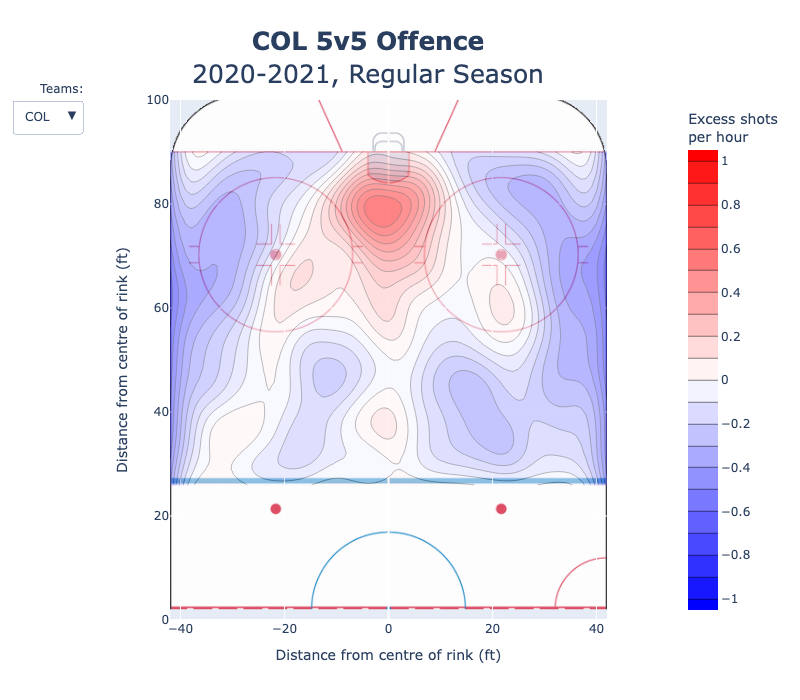 COL 5v5 Offence
2020-2021, Regular Season
Teams:
COL ▼
Excess shots
per hour
1
0.8
0.6
0.4
0.2
0
−0.2
−0.4
−0.6
−0.8
−1
Distance from centre of rink (ft)
100
80
60
40
20
0
−40
−20
0
20
40
Distance from centre of rink (ft)